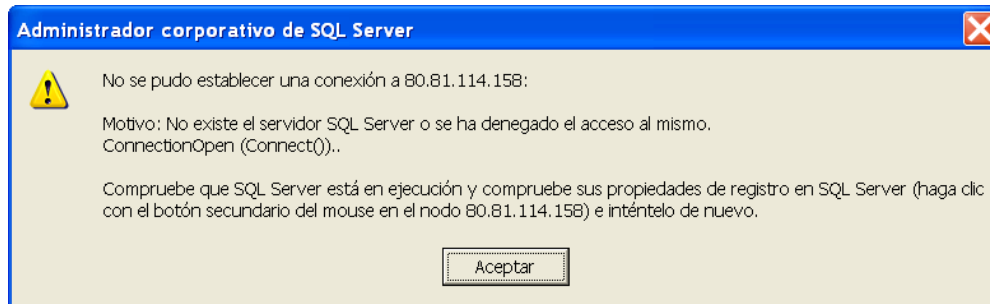 Administrador corporativo de SQL Server
No se pudo establecer una conexión a 80.81.114.158:
Motivo: No existe el servidor SQL Server o se ha denegado el acceso al mismo.
ConnectionOpen (Connect())..
Compruebe que SQL Server está en ejecución y compruebe sus propiedades de registro en SQL Server (haga clic
con el botón secundario del mouse en el nodo 80.81.114.158) e inténtelo de nuevo.
Aceptar